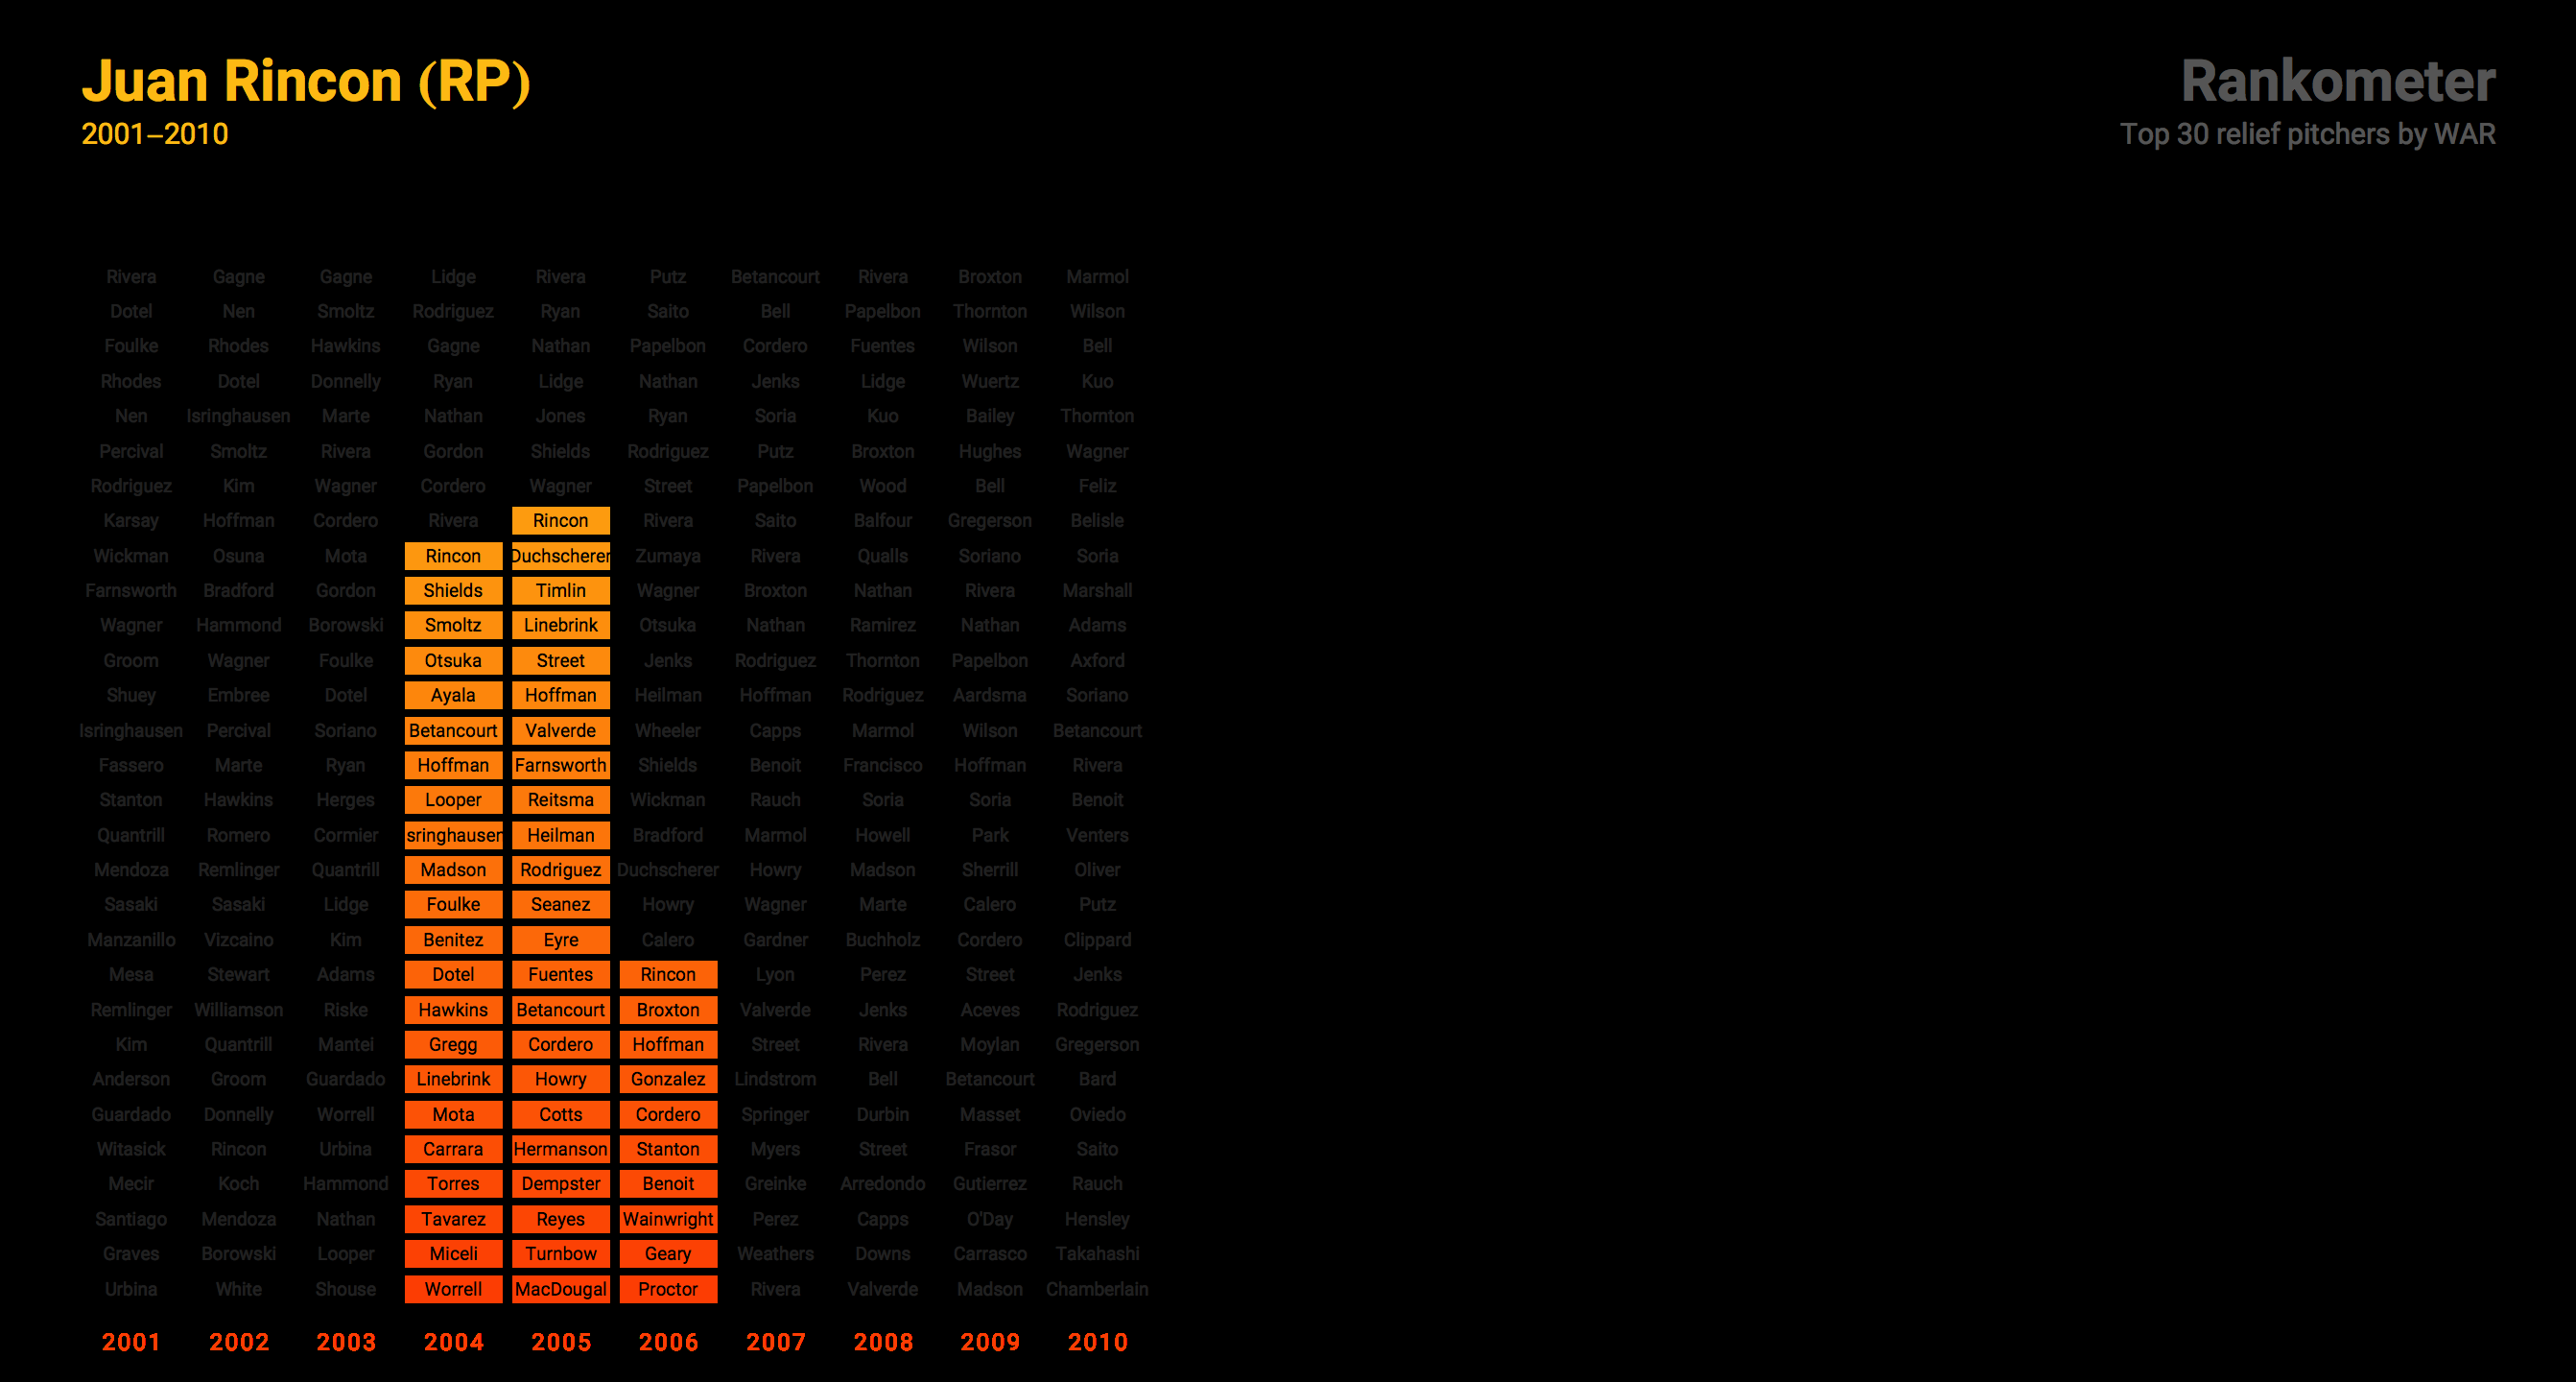 Juan Rincon (RP)
2001–2010
Rankometer
Top 30 relief pitchers by WAR
Rivera Gagne Gagne Lidge Rivera Putz Betancourt Rivera Broxton Marmol
Dotel Nen Smoltz Rodriguez Ryan Saito Bell Papelbon Thornton Wilson
Foulke Rhodes Hawkins Gagne Nathan Papelbon Cordero Fuentes Wilson Bell
Rhodes Dotel Donnelly Ryan Lidge Nathan Jenks Lidge Wuertz Kuo
Nen Isringhausen Marte Nathan Jones Ryan Soria Kuo Bailey Thornton
Percival Smoltz Rivera Gordon Shields Rodriguez Putz Broxton Hughes Wagner
Rodriguez Kim Wagner Cordero Wagner Street Papelbon Wood Bell Feliz
Karsay Hoffman Cordero Rivera Rincon Rivera Saito Balfour Gregerson Belisle
Wickman Osuna Mota Rincon Duchscherer Zumaya Rivera Qualls Soriano Soria
Farnsworth Bradford Gordon Shields Timlin Wagner Broxton Nathan Rivera Marshall
Wagner Hammond Borowski Smoltz Linebrink Otsuka Nathan Ramirez Nathan Adams
Groom Wagner Foulke Otsuka Street Jenks Rodriguez Thornton Papelbon Axford
Shuey Embree Dotel Ayala Hoffman Heilman Hoffman Rodriguez Aardsma Soriano
Isringhausen Percival Soriano Betancourt Valverde Wheeler Capps Marmol Wilson Betancourt
Fassero Marte Ryan Hoffman Farnsworth Shields Benoit Francisco Hoffman Rivera
Stanton Hawkins Herges Looper Reitsma Wickman Rauch Soria Soria Benoit
Quantrill Romero Cormier sringhauser Heilman Bradford Marmol Howell Park Venters
Mendoza Remlinger Quantrill Madson Rodriguez Duchscherer Howry Madson Sherrill Oliver
Sasaki Sasaki Lidge Foulke Seanez Howry Wagner Marte Calero Putz
Manzanillo Vizcaino Kim Benitez Eyre Calero Gardner Buchholz Cordero Clippard
Mesa Stewart Adams Dotel Fuentes Rincon Lyon Perez Street Jenks
Remlinger Williamson Riske Hawkins Betancourt Broxton Valverde Jenks Aceves Rodriguez
Kim Quantrill Mantei Gregg Cordero Hoffman Street Rivera Moylan Gregerson
Anderson Groom Guardado Linebrink Howry Gonzalez Lindstrom Bell Betancourt Bard
Guardado Donnelly Worrell Mota Cotts Cordero Springer Durbin Masset Oviedo
Witasick Rincon Urbina Carrara Hermanson Stanton Myers Street Frasor Saito
Mecir Koch Hammond Torres Dempster Benoit Greinke Arredondo Gutierrez Rauch
Santiago Mendoza Nathan Tavarez Reyes Wainwright Perez Capps O'Day Hensley
Graves Borowski Looper Miceli Turnbow Geary Weathers Downs Carrasco Takahashi
Urbina White Shouse Worrell MacDougal Proctor Rivera Valverde Madson Chamberlain
2001 2002 2003 2004 2005 2006 2007 2008 2009 2010